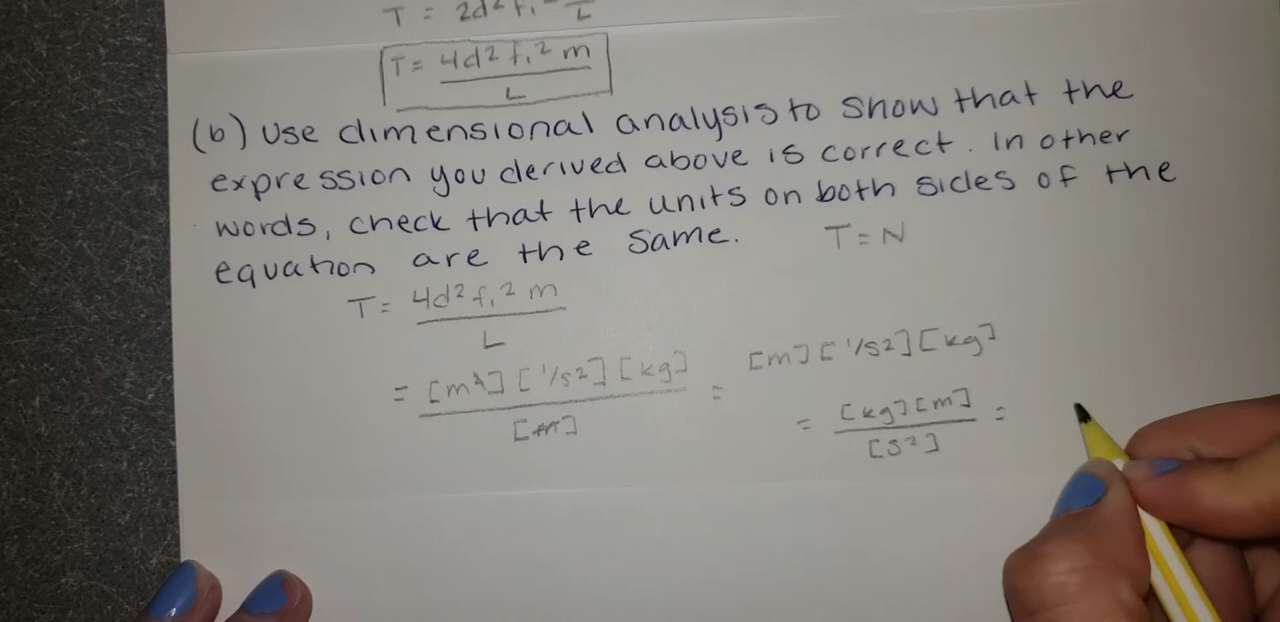 T = 2d² f₁
L
T = 4d² f₁² m
L
(b) Use dimensional analysis to show that the
expression you derived above is correct. In other
words, check that the units on both sides of the
equation are the same. T = N
T = 4d² f₁² m
L
= [m²] [1/s²] [kg] = [m] [1/s²] [kg]
[m]
= [kg] [m] =
[s²]